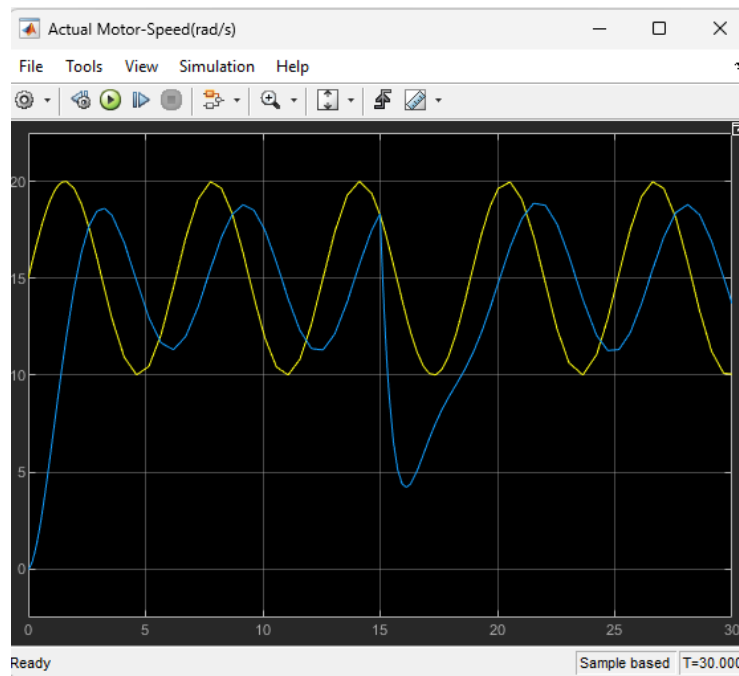 Actual Motor-Speed(rad/s)
File Tools View Simulation Help
20
15
10
5
0
0 5 10 15 20 25 30
Ready Sample based T=30.000